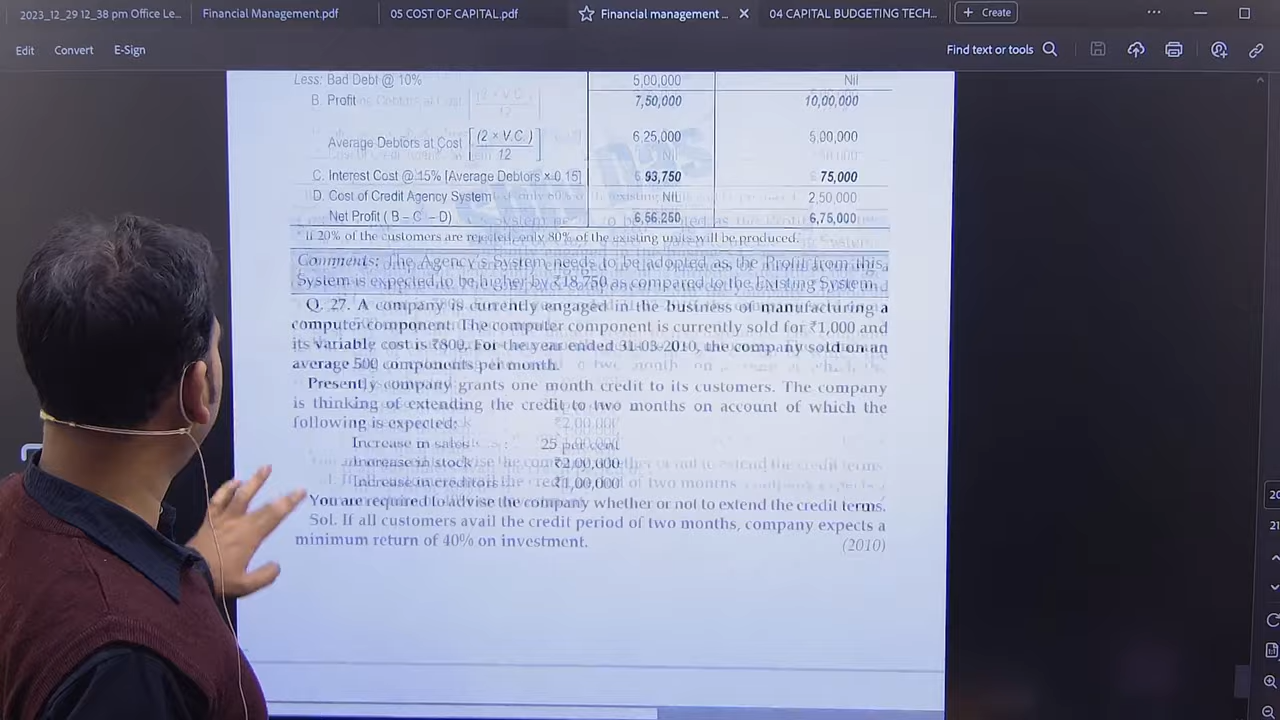 2023_12_29 12_38 pm Office Le...
Financial Management.pdf
05 COST OF CAPITAL.pdf
Financial management ...
04 CAPITAL BUDGETING TECH...
Create
Edit Convert E-Sign
Find text or tools
Less: Bad Debt @ 10% 5,00,000 Nil
B. Profit 7,50,000 10,00,000
Average Debtors at Cost [(2 × V.C.) / 12] 6,25,000 5,00,000
C. Interest Cost @ 15% [Average Debtors × 0.15] 93,750 75,000
D. Cost of Credit Agency System NIL 2,50,000
Net Profit ( B – C – D) 6,56,250 6,75,000
* if 20% of the customers are rejected, only 80% of the existing units will be produced.
Comments: The Agency's System needs to be adopted as the Profit from this
System is expected to be higher by ₹18,750 as compared to the Existing System
Q. 27. A company is currently engaged in the business of manufacturing a
computer component. The computer component is currently sold for ₹1,000 and
its variable cost is ₹800. For the year ended 31-03-2010, the company sold on an
average 500 components per month.
Presently company grants one month credit to its customers. The company
is thinking of extending the credit to two months on account of which the
following is expected:
Increase in sales : 25 per cent
Increase in stock ₹2,00,000
Increase in creditors ₹1,00,000
You are required to advise the company whether or not to extend the credit terms.
Sol. If all customers avail the credit period of two months, company expects a
minimum return of 40% on investment. (2010)